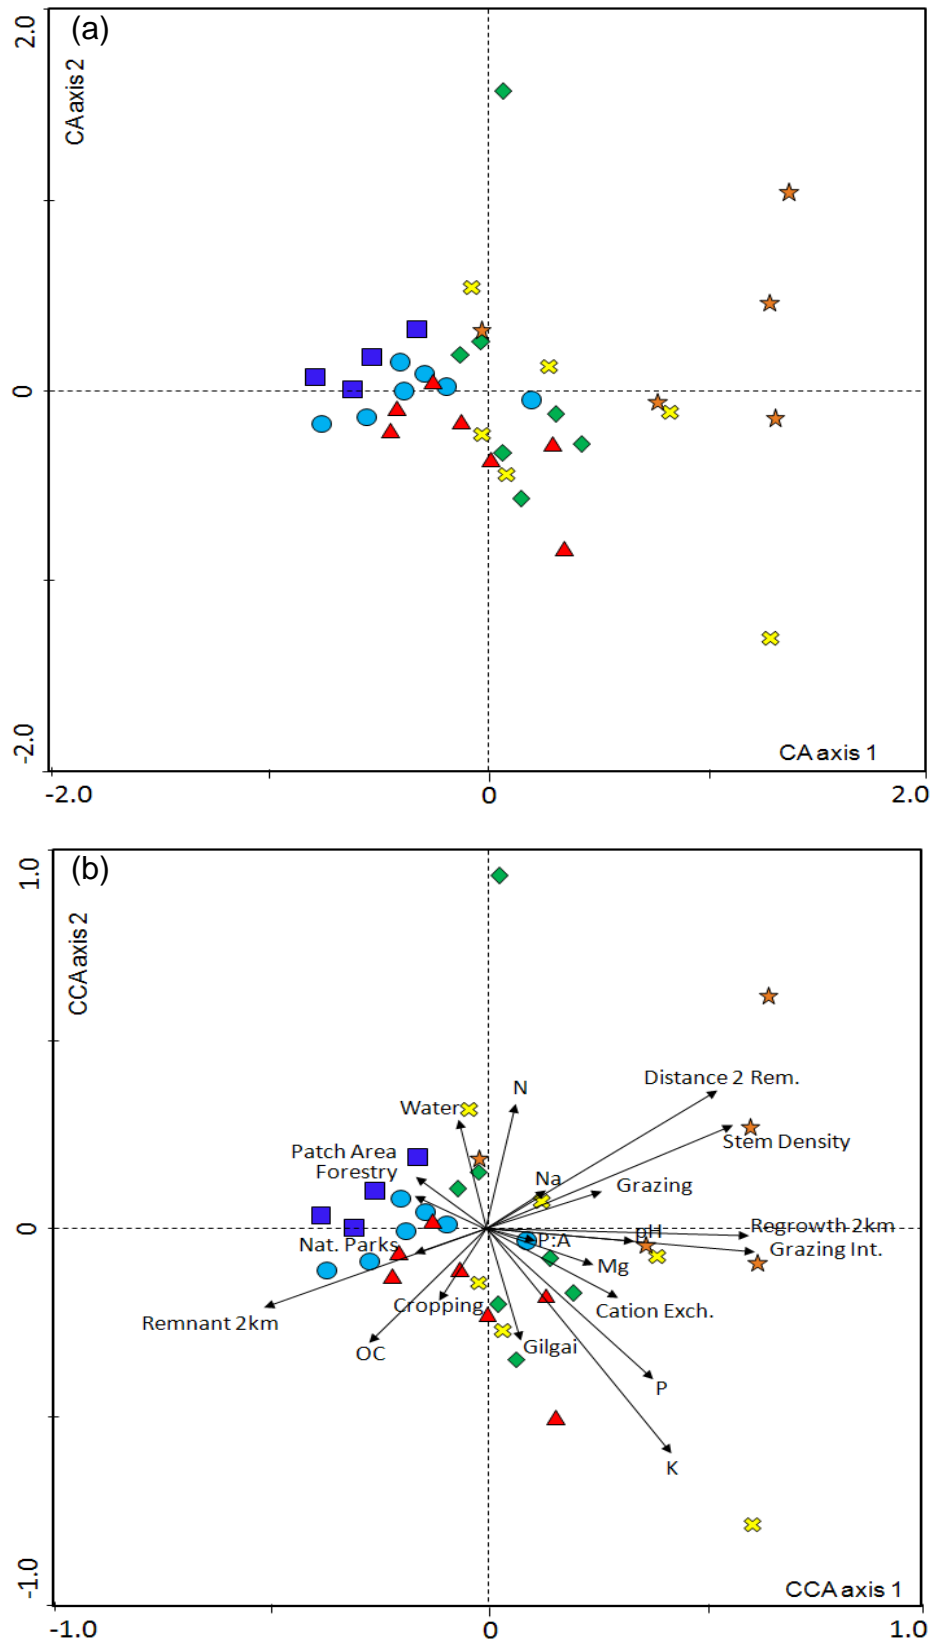 (a)
2.0
CA axis 2
0
-2.0
CA axis 1
-2.0
0
2.0
(b)
1.0
CCA axis 2
Distance 2 Rem.
N
Water
Stem Density
Patch Area
Forestry
Na
Grazing
0
pH
Regrowth 2km
P:A
Nat. Parks
Grazing Int.
Mg
Cropping
Cation Exch.
Remnant 2km
OC
Gilgai
P
K
-1.0
CCA axis 1
-1.0
0
1.0